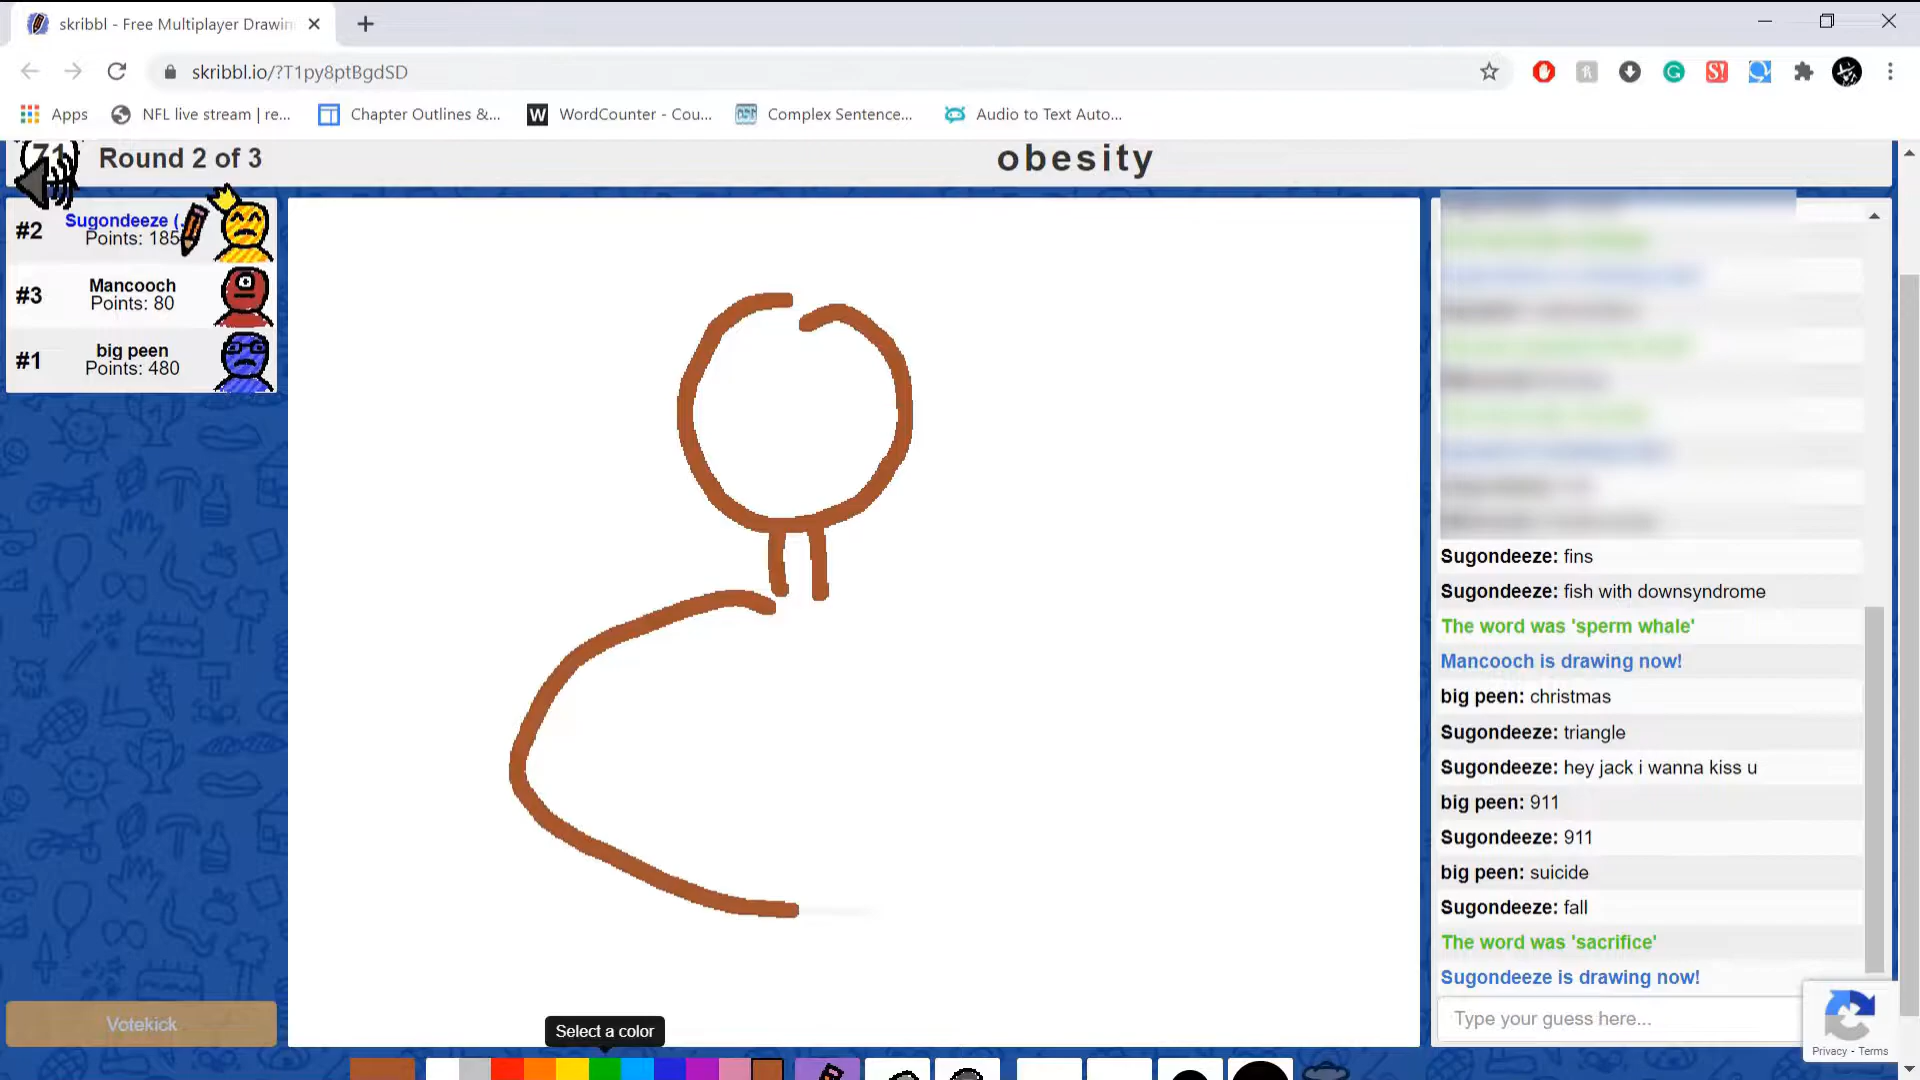 skribbl - Free Multiplayer Drawin
skribbl.io/?T1py8ptBgdSD
Apps
NFL live stream | re...
Chapter Outlines &...
WordCounter - Cou...
Complex Sentence...
Audio to Text Auto...
71
Round 2 of 3
obesity
#2
Sugondeeze (.
Points: 185
#3
Mancooch
Points: 80
#1
big peen
Points: 480
Sugondeeze: fins
Sugondeeze: fish with downsyndrome
The word was 'sperm whale'
Mancooch is drawing now!
big peen: christmas
Sugondeeze: triangle
Sugondeeze: hey jack i wanna kiss u
big peen: 911
Sugondeeze: 911
big peen: suicide
Sugondeeze: fall
The word was 'sacrifice'
Sugondeeze is drawing now!
Type your guess here...
Votekick
Select a color
Privacy - Terms